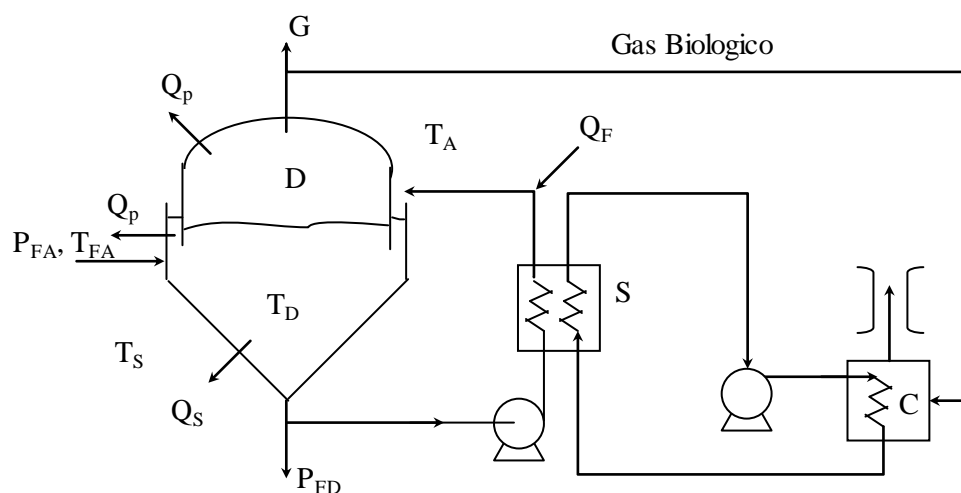 G
Gas Biologico
Q_p
T_A
Q_F
D
Q_p
P_FA, T_FA
T_D
S
T_S
Q_S
C
P_FD